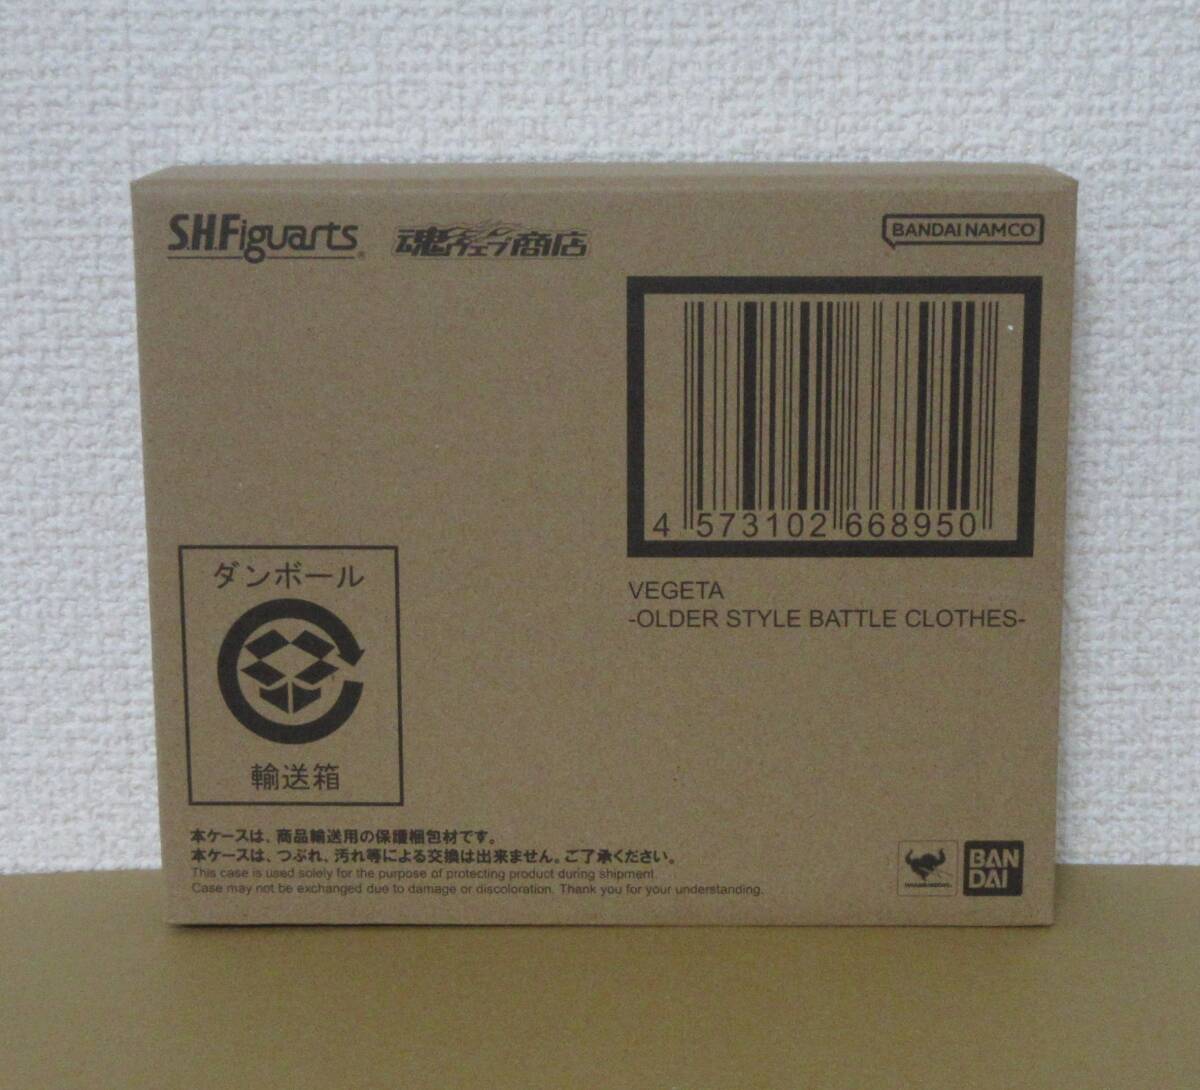 S.H.Figuarts® 魂ウェブ商店
BANDAI NAMCO
4 573102 668950
VEGETA
-OLDER STYLE BATTLE CLOTHES-
ダンボール
輸送箱
本ケースは、商品輸送用の保護梱包材です。
本ケースは、つぶれ、汚れ等による交換は出来ません。ご了承ください。
This case is used solely for the purpose of protecting product during shipment.
Case may not be exchanged due to damage or discoloration. Thank you for your understanding.
BAN
DAI